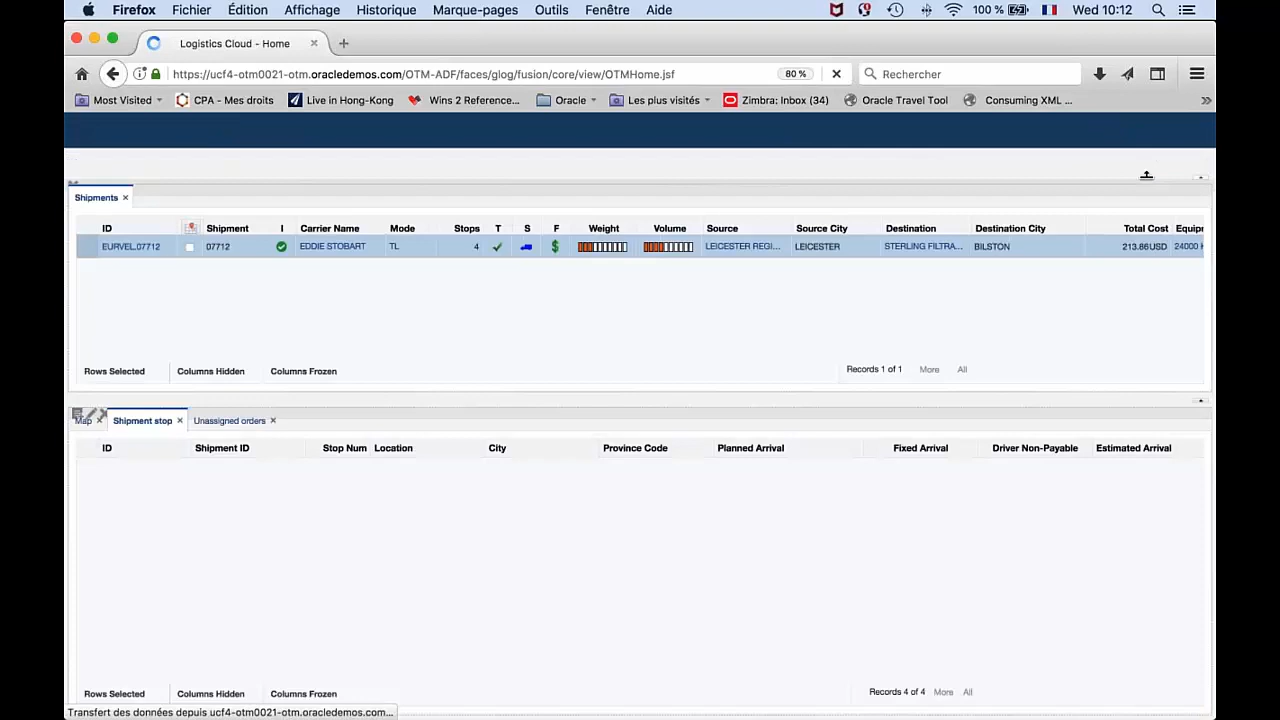 Firefox Fichier Édition Affichage Historique Marque-pages Outils Fenêtre Aide 100 % Wed 10:12
Logistics Cloud - Home
https://ucf4-otm0021-otm.oracledemos.com/OTM-ADF/faces/glog/fusion/core/view/OTMHome.jsf 80 % Rechercher
Most Visited CPA - Mes droits Live in Hong-Kong Wins 2 Reference... Oracle Les plus visités Zimbra: Inbox (34) Oracle Travel Tool Consuming XML ...
Shipments
ID Shipment I Carrier Name Mode Stops T S F Weight Volume Source Source City Destination Destination City Total Cost Equip
EURVEL.07712 07712 EDDIE STOBART TL 4 $ LEICESTER REGI... LEICESTER STERLING FILTRA... BILSTON 213.86USD 24000
Rows Selected Columns Hidden Columns Frozen Records 1 of 1 More All
Map Shipment stop Unassigned orders
ID Shipment ID Stop Num Location City Province Code Planned Arrival Fixed Arrival Driver Non-Payable Estimated Arrival
Rows Selected Columns Hidden Columns Frozen Records 4 of 4 More All
Transfert des données depuis ucf4-otm0021-otm.oracledemos.com...